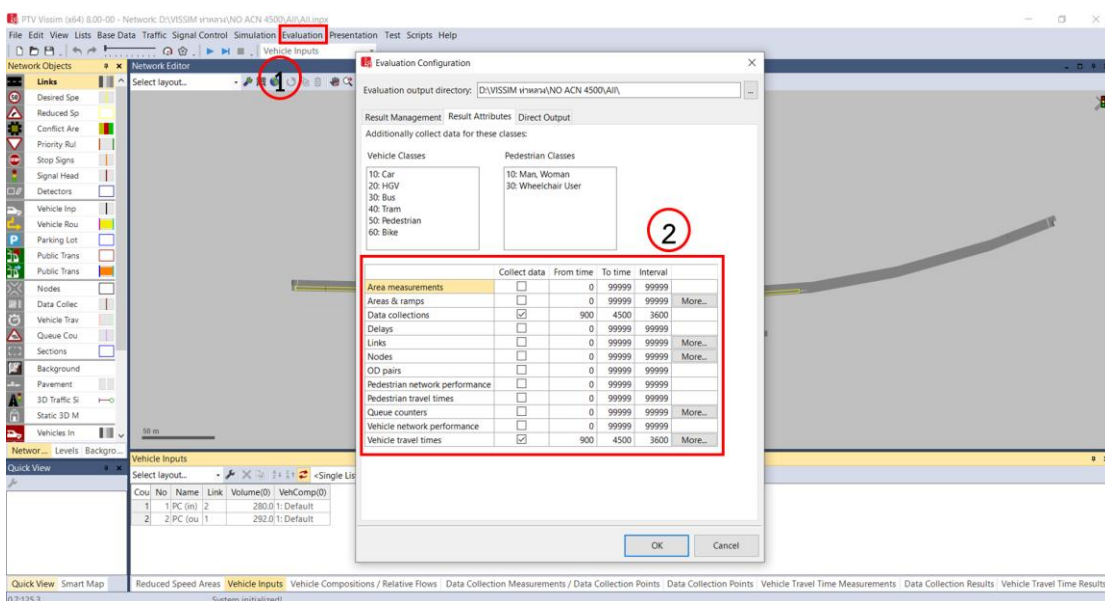 PTV Vissim (x64) 8.00-00 - Network: D:\VISSIM ท่าหลวง\NO ACN 4500\All\All.inpx
File Edit View Lists Base Data Traffic Signal Control Simulation Evaluation Presentation Test Scripts Help
Vehicle Inputs
Network Objects
Network Editor
Select layout...
1
Links
Desired Spe
Reduced Sp
Conflict Are
Priority Rul
Stop Signs
Signal Head
Detectors
Vehicle Inp
Vehicle Rou
Parking Lot
Public Trans
Public Trans
Nodes
Data Collec
Vehicle Trav
Queue Cou
Sections
Background
Pavement
3D Traffic Si
Static 3D M
Vehicles In
Networ... Levels Backgro...
50 m
Evaluation Configuration
Evaluation output directory: D:\VISSIM ท่าหลวง\NO ACN 4500\All\ ...
Result Management Result Attributes Direct Output
Additionally collect data for these classes:
Vehicle Classes Pedestrian Classes
10: Car 10: Man, Woman
20: HGV 30: Wheelchair User
30: Bus
40: Tram
50: Pedestrian
60: Bike
2
Collect data From time To time Interval
Area measurements 0 99999 99999
Areas & ramps 0 99999 99999 More...
Data collections 900 4500 3600
Delays 0 99999 99999
Links 0 99999 99999 More...
Nodes 0 99999 99999 More...
OD pairs 0 99999 99999
Pedestrian network performance 0 99999 99999
Pedestrian travel times 0 99999 99999
Queue counters 0 99999 99999 More...
Vehicle network performance 0 99999 99999
Vehicle travel times 900 4500 3600 More...
OK Cancel
Quick View
Vehicle Inputs
Select layout... <Single Lis
Cou No Name Link Volume(0) VehComp(0)
1 1 PC (in) 2 280.0 1: Default
2 2 PC (ou 1 292.0 1: Default
Quick View Smart Map
Reduced Speed Areas Vehicle Inputs Vehicle Compositions / Relative Flows Data Collection Measurements / Data Collection Points Data Collection Points Vehicle Travel Time Measurements Data Collection Results Vehicle Travel Time Results
System initialized!